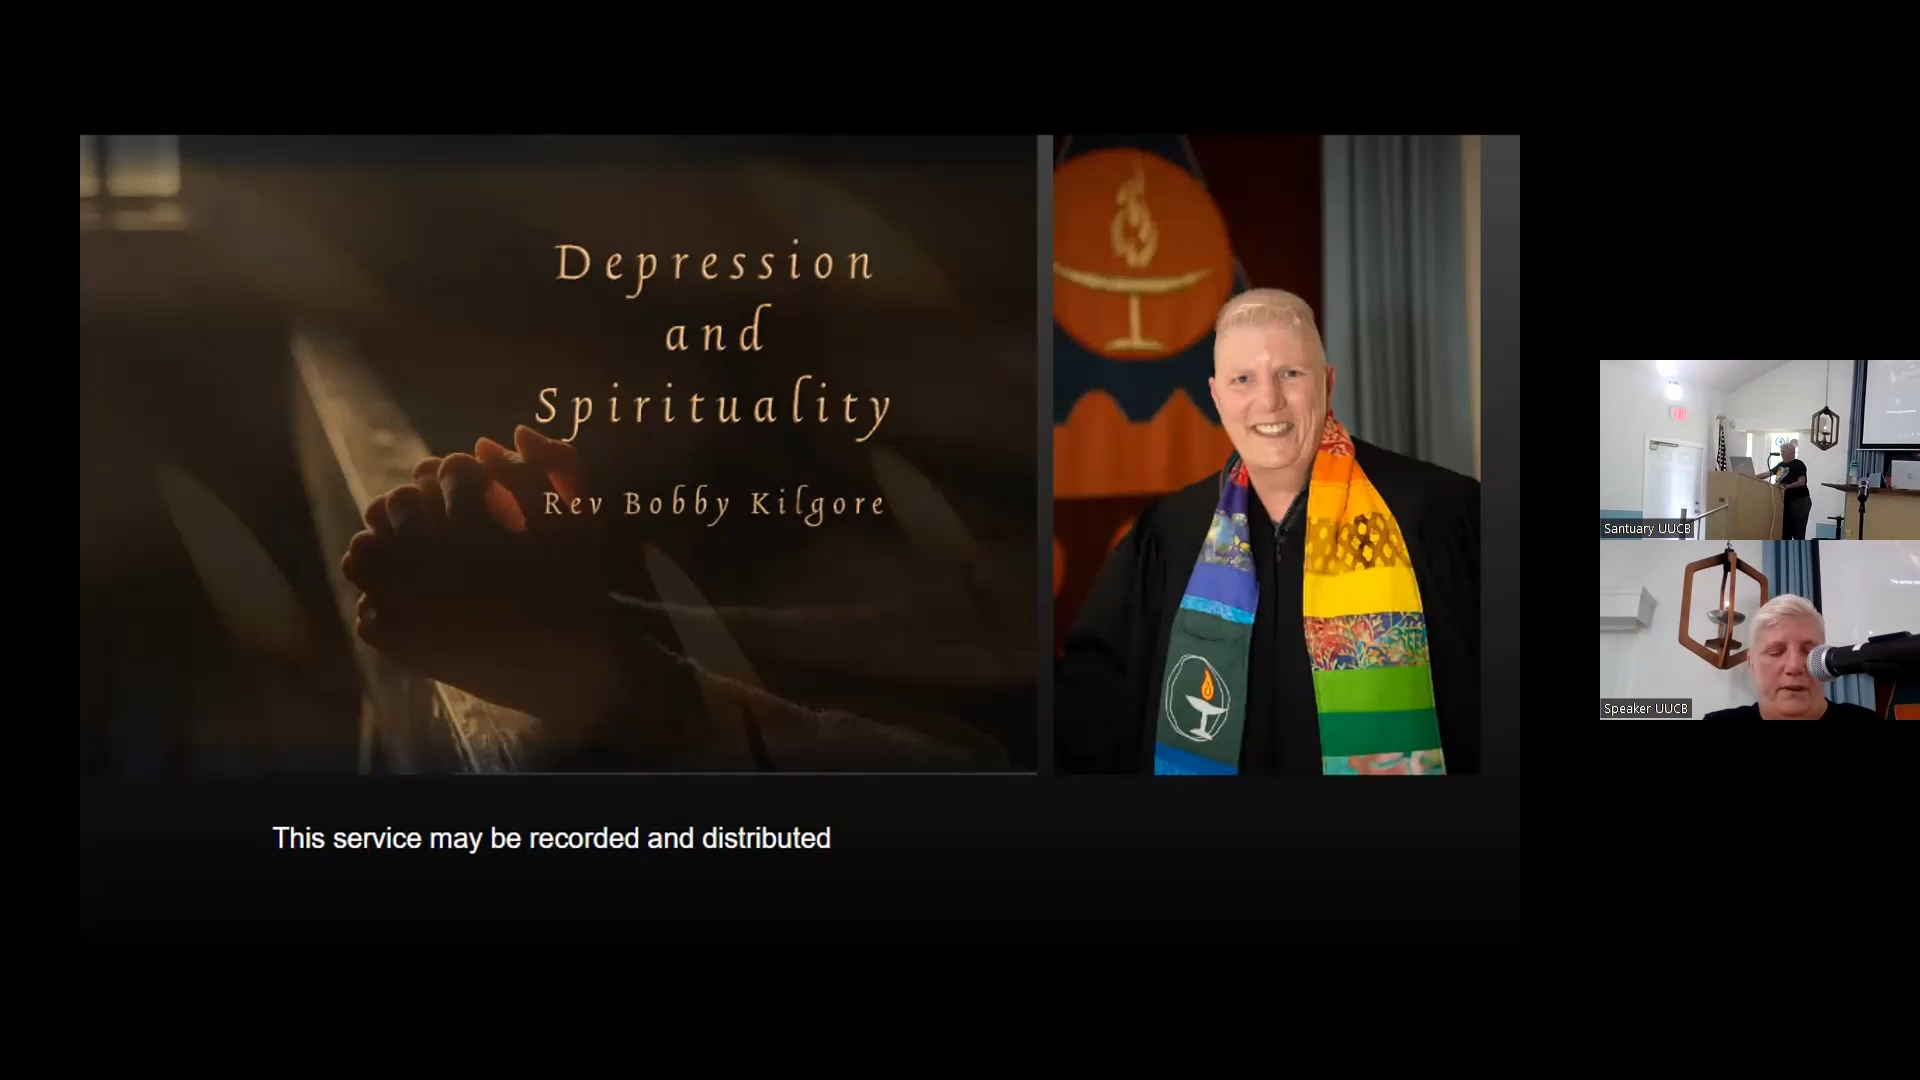 Depression
and
Spirituality
Rev Bobby Kilgore
This service may be recorded and distributed
Santuary UUCB
Speaker UUCB